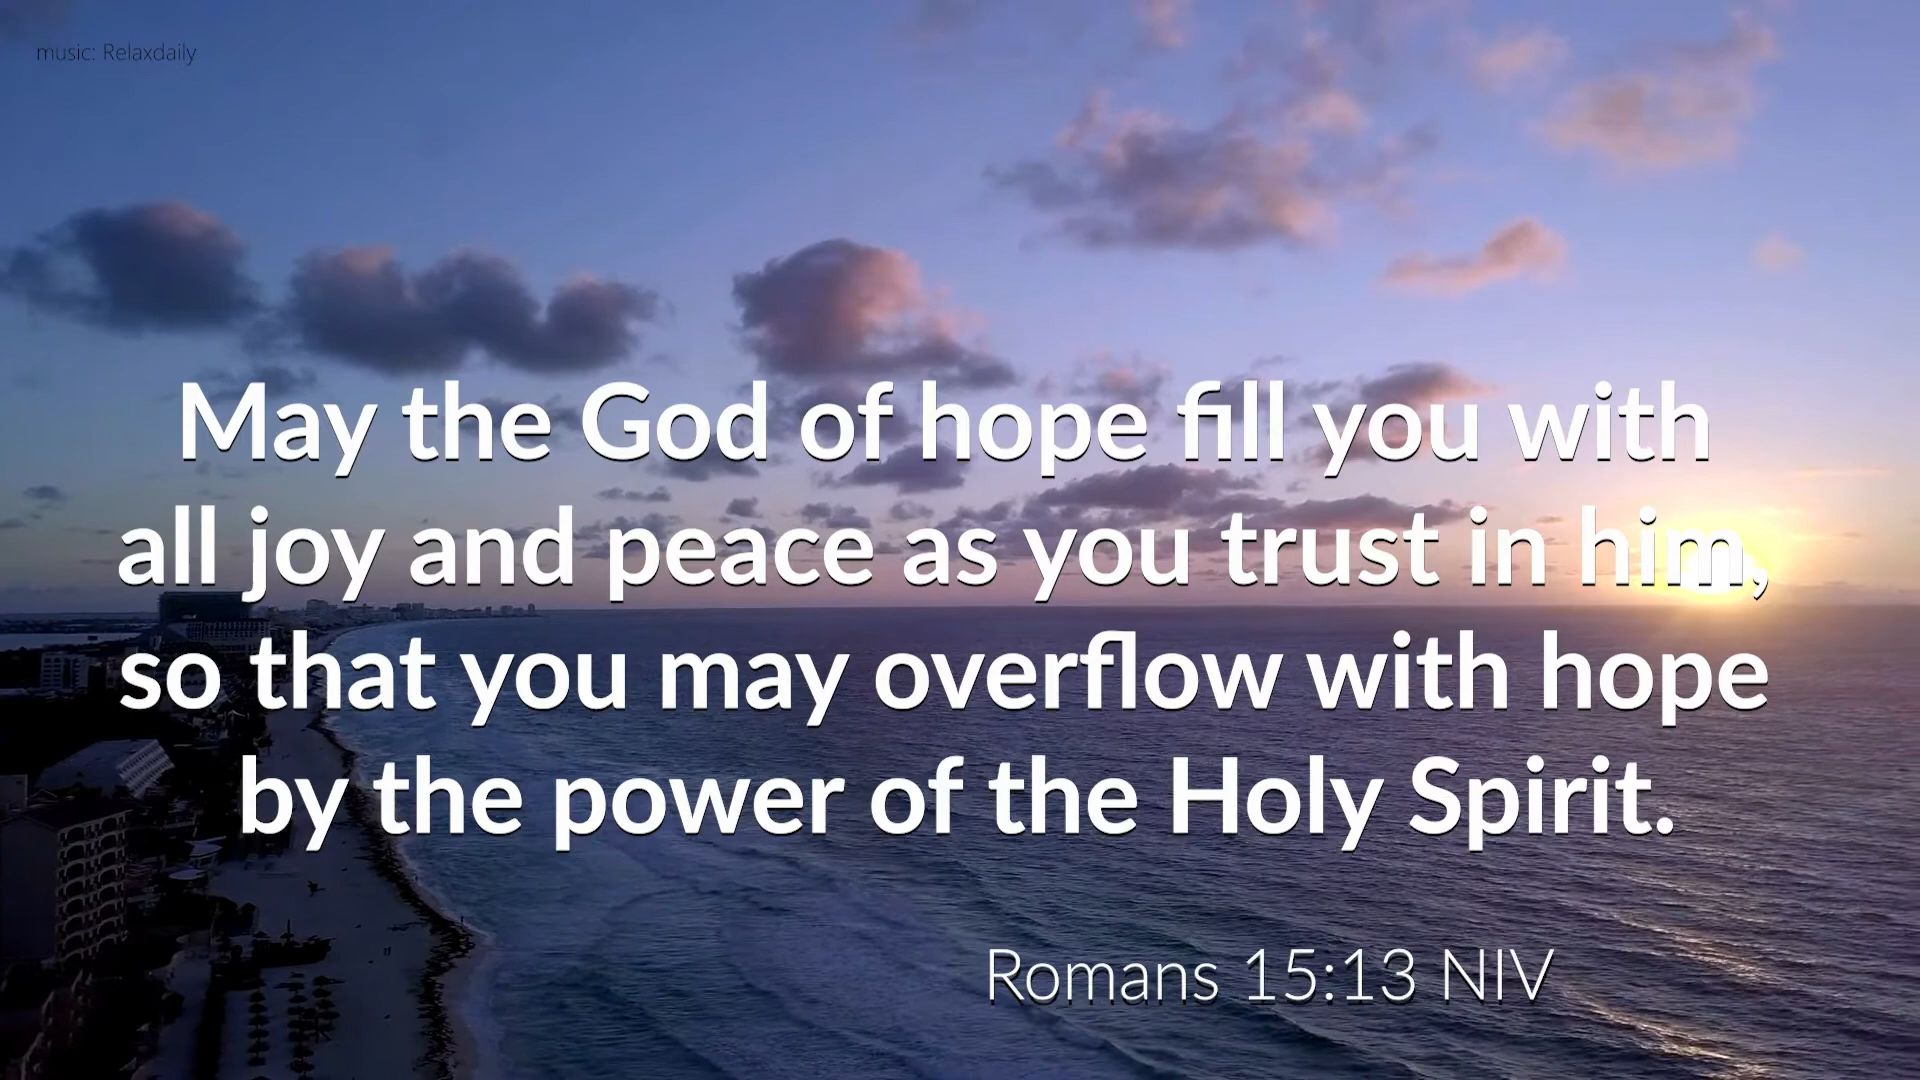 music: Relaxdaily
May the God of hope fill you with
all joy and peace as you trust in him,
so that you may overflow with hope
by the power of the Holy Spirit.
Romans 15:13 NIV